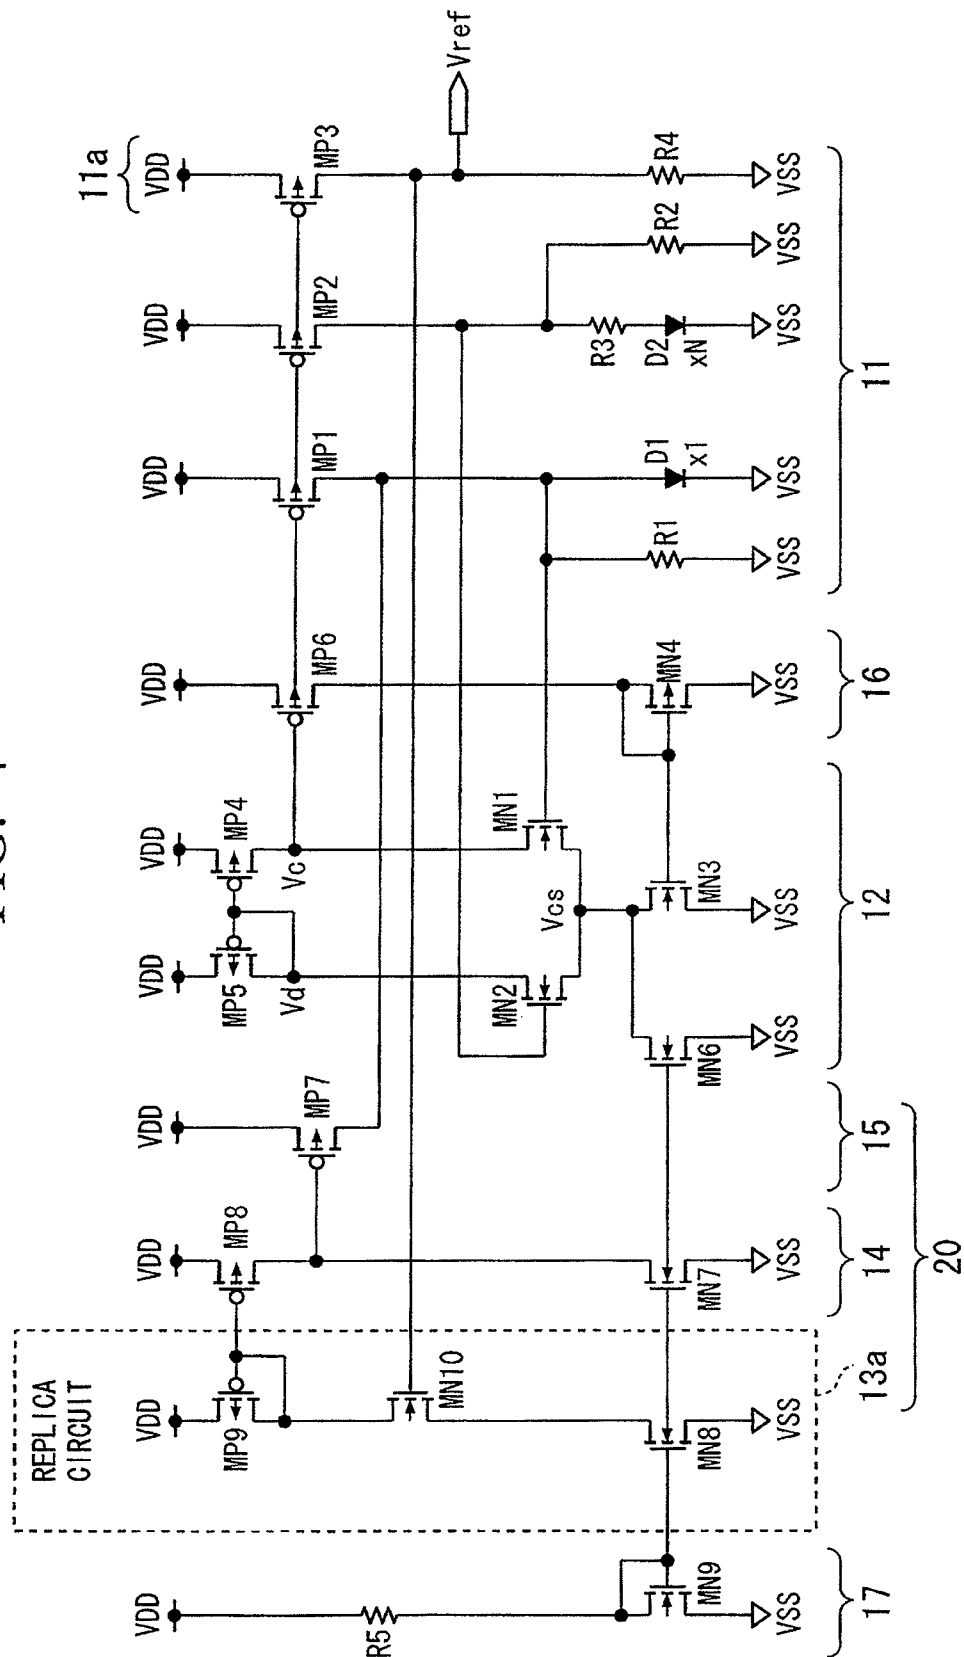 FIG.
REPLICA
CIRCUIT
11a
VDD
VDD
VDD
VDD
VDD
VDD
VDD
VDD
VDD
VDD
MP9
MP8
MP7
MP5
MP4
MP6
MP1
MP2
MP3
Vd
Vc
Vref
R5
MN10
MN2
MN1
Vcs
R3
D2
xN
D1
x1
R1
R2
R4
MN9
MN8
MN7
MN6
MN3
MN4
VSS
VSS
VSS
VSS
VSS
VSS
VSS
VSS
VSS
VSS
VSS
17
13a
14
15
12
16
11
20